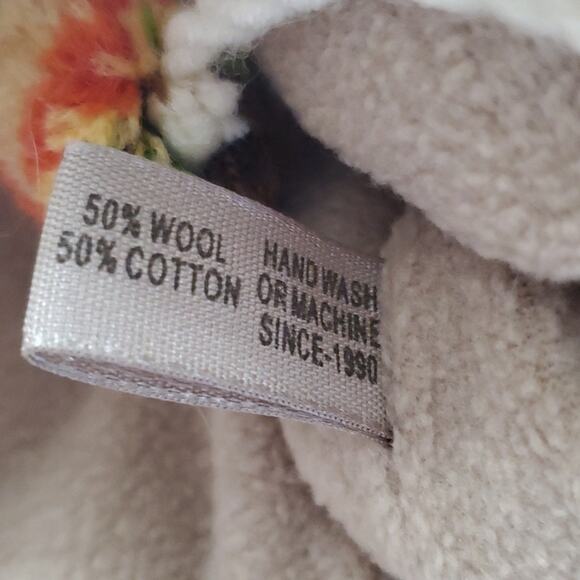 50% WOOL
50% COTTON
HAND WASH
OR MACHINE
SINCE-1990